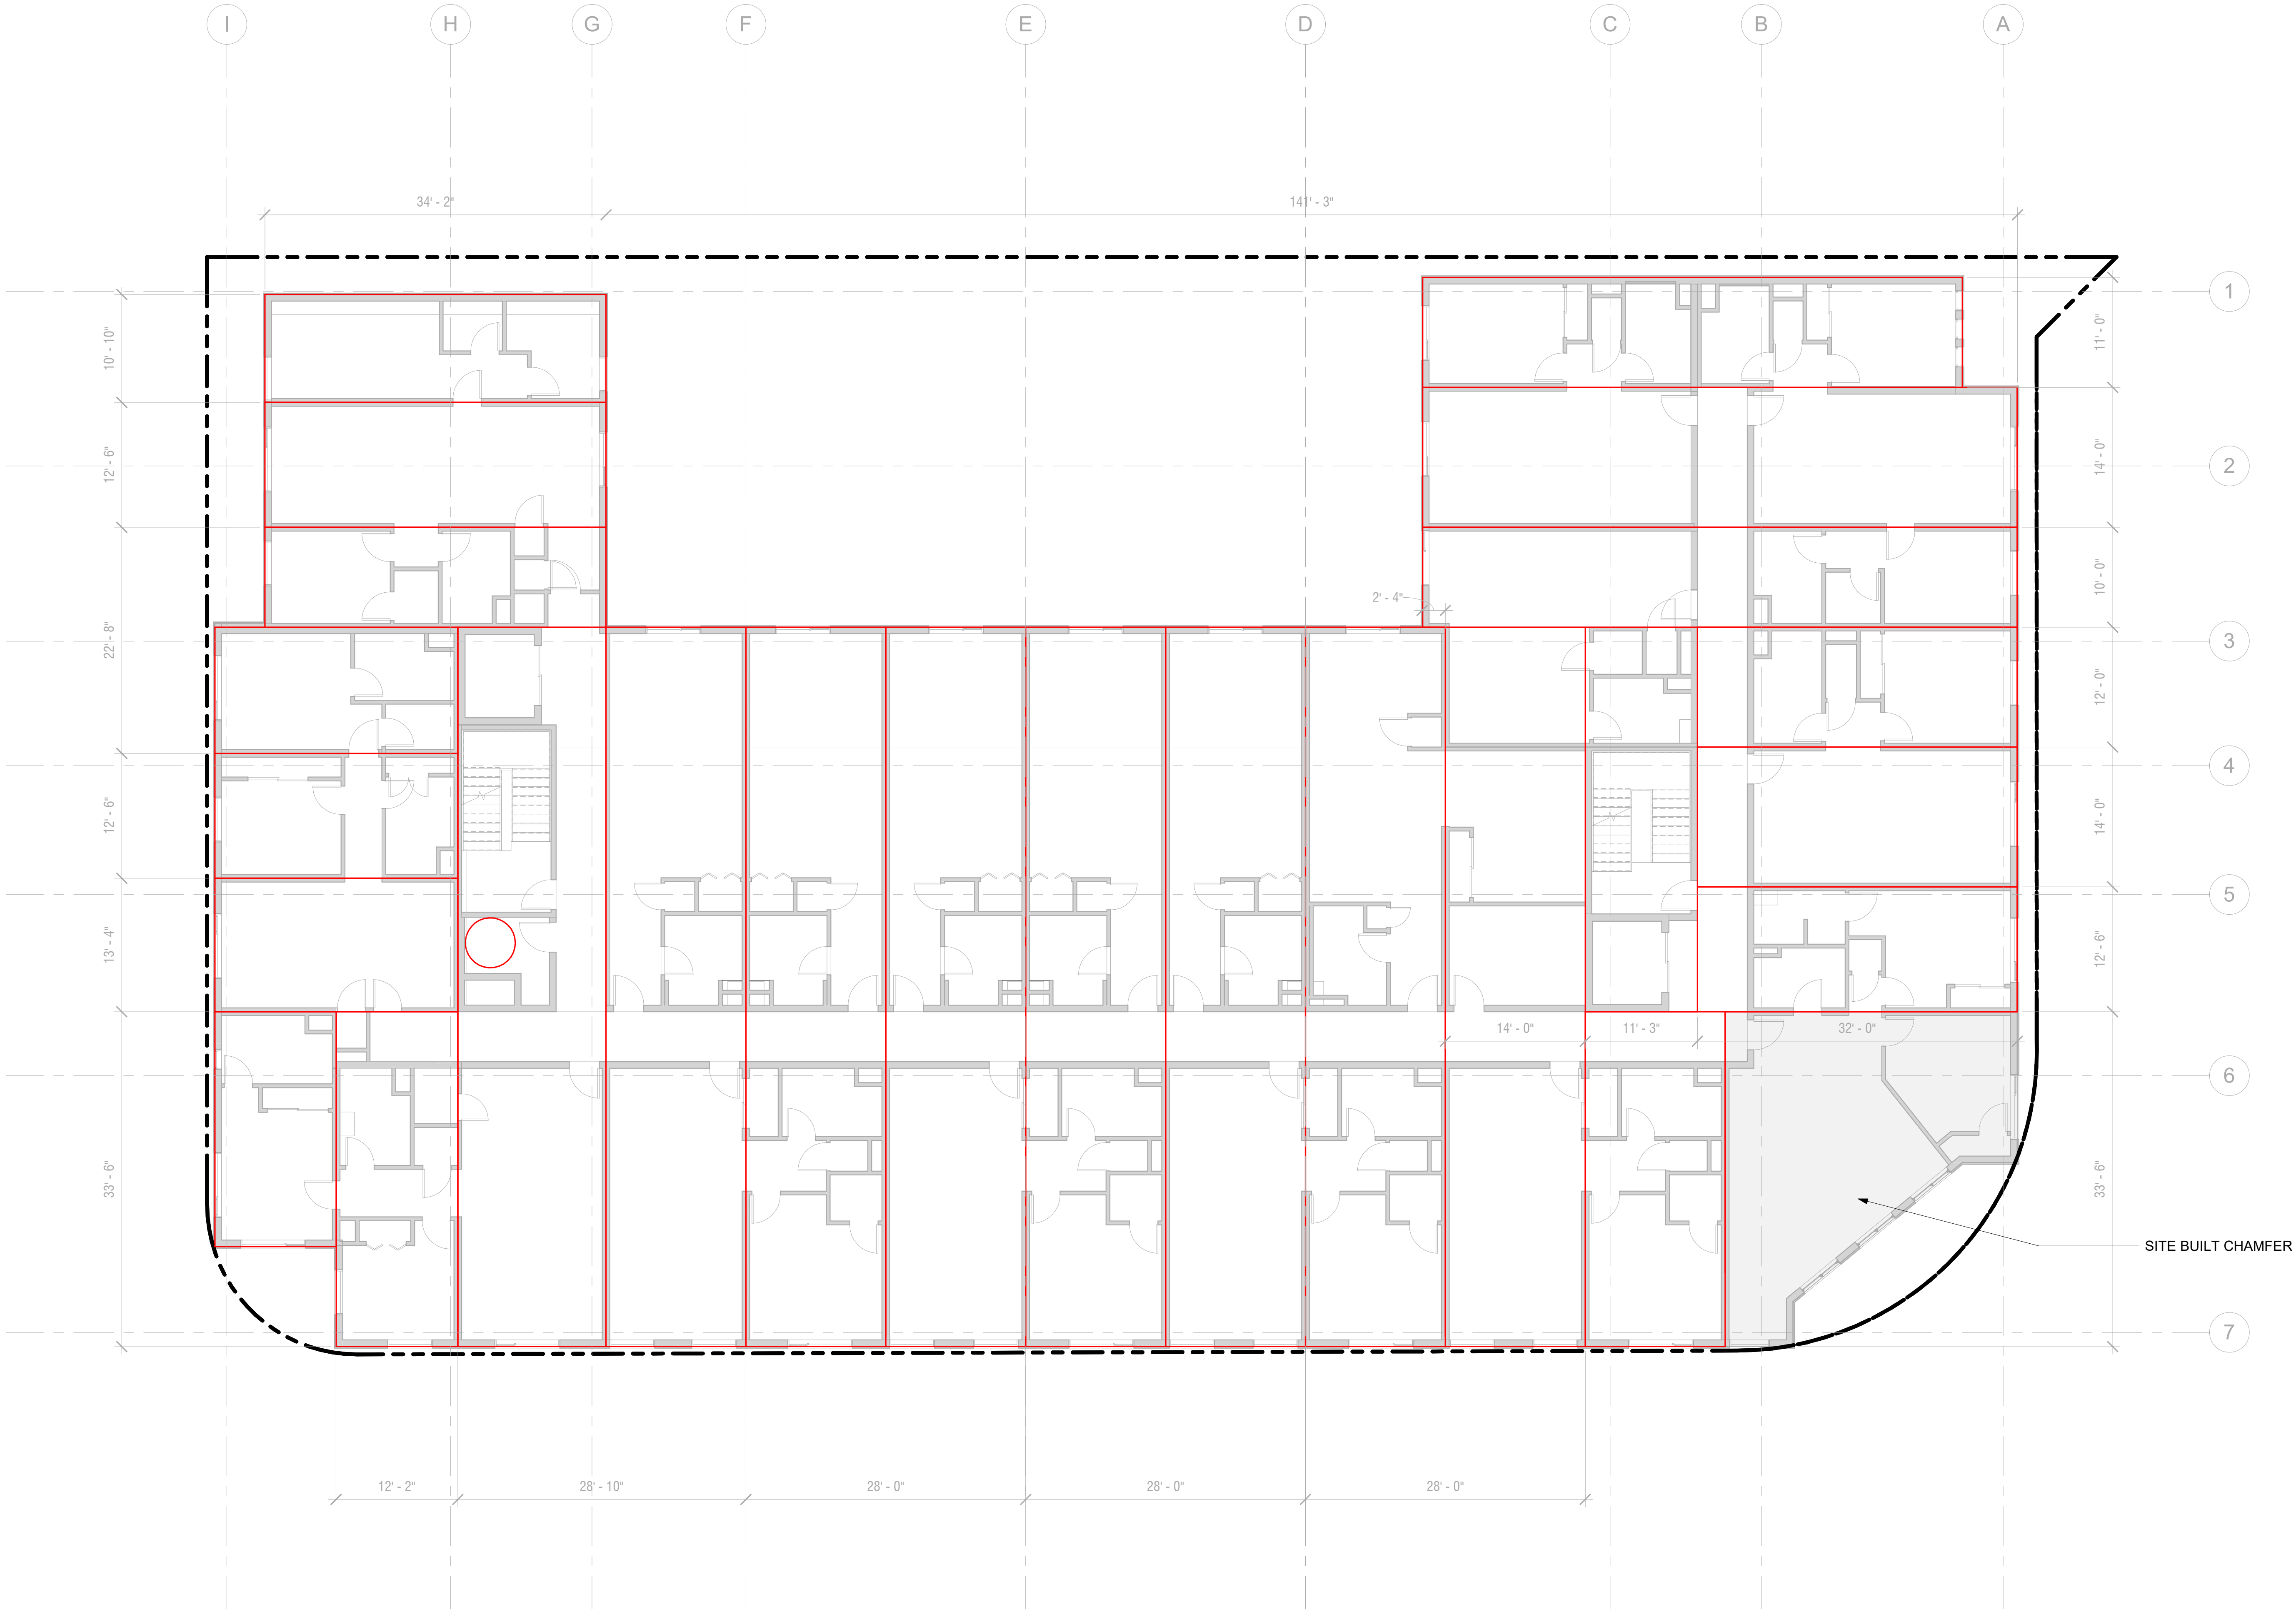 I H G F E D C B A
34' - 2" 141' - 3"
1
11' - 0"
10' - 10"
14' - 0"
12' - 6"
2
10' - 0"
2' - 4"
22' - 8"
3
12' - 0"
4
14' - 0"
12' - 6"
5
13' - 4"
12' - 6"
14' - 0" 11' - 3" 32' - 0"
6
33' - 6"
33' - 6"
SITE BUILT CHAMFER
7
12' - 2" 28' - 10" 28' - 0" 28' - 0" 28' - 0"